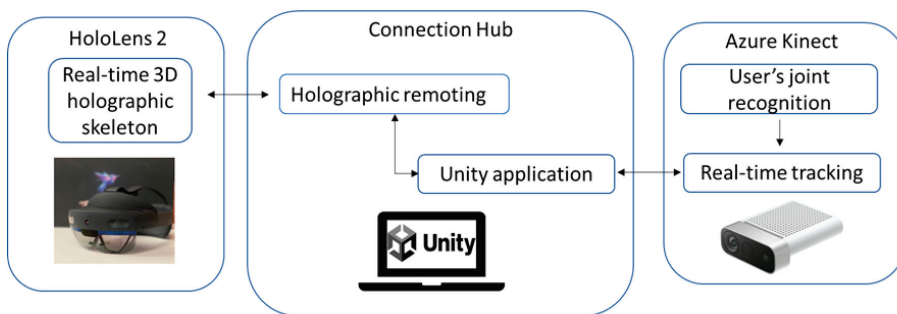 HoloLens 2
Real-time 3D
holographic
skeleton
Connection Hub
Holographic remoting
Unity application
Unity
Azure Kinect
User's joint
recognition
Real-time tracking